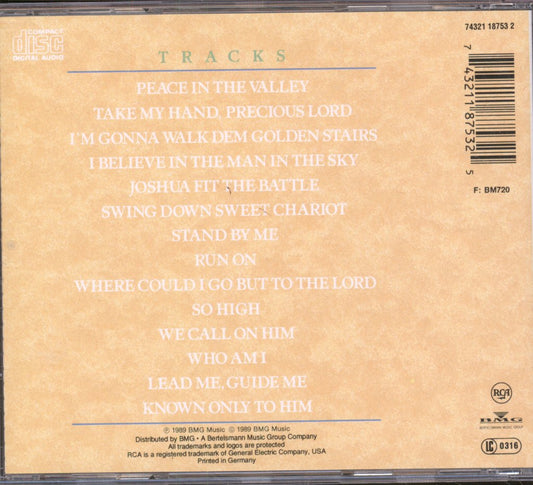 COMPACT
disc
DIGITAL AUDIO
74321 18753 2
TRACKS
PEACE IN THE VALLEY
TAKE MY HAND, PRECIOUS LORD
I'M GONNA WALK DEM GOLDEN STAIRS
I BELIEVE IN THE MAN IN THE SKY
JOSHUA FIT THE BATTLE
SWING DOWN SWEET CHARIOT
STAND BY ME
RUN ON
WHERE COULD I GO BUT TO THE LORD
SO HIGH
WE CALL ON HIM
WHO AM I
LEAD ME, GUIDE ME
KNOWN ONLY TO HIM
7 43211 87532 5
F: BM720
RCA
BMG
LC 0316
℗ 1989 BMG Music © 1989 BMG Music
Distributed by BMG • A Bertelsmann Music Group Company
All trademarks and logos are protected
RCA is a registered trademark of General Electric Company, USA
Printed in Germany